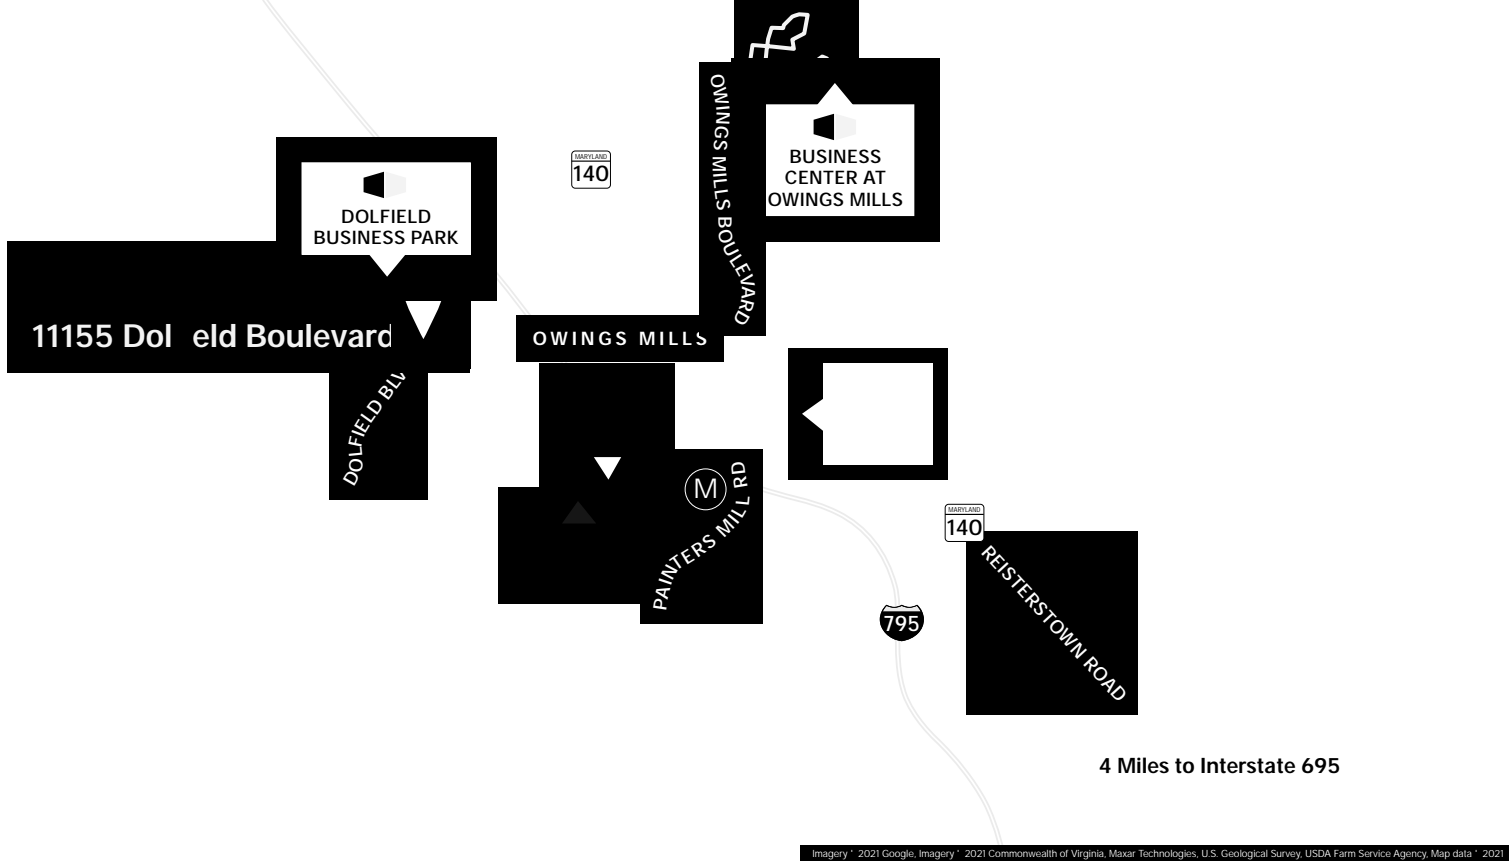 OWINGS MILLS BOULEVARD
BUSINESS
CENTER AT
OWINGS MILLS
MARYLAND
140
DOLFIELD
BUSINESS PARK
11155 Dol eld Boulevard
OWINGS MILLS
DOLFIELD BLV
M
PAINTERS MILL RD
MARYLAND
140
REISTERSTOWN ROAD
795
4 Miles to Interstate 695
Imagery ' 2021 Google, Imagery ' 2021 Commonwealth of Virginia, Maxar Technologies, U.S. Geological Survey, USDA Farm Service Agency, Map data ' 2021